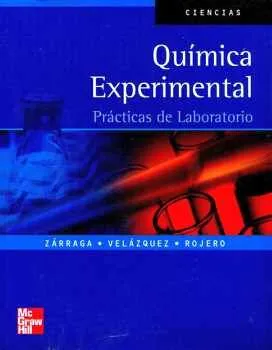 CIENCIAS
Química
Experimental
Prácticas de Laboratorio
ZÁRRAGA • VELÁZQUEZ • ROJERO
Mc
Graw
Hill